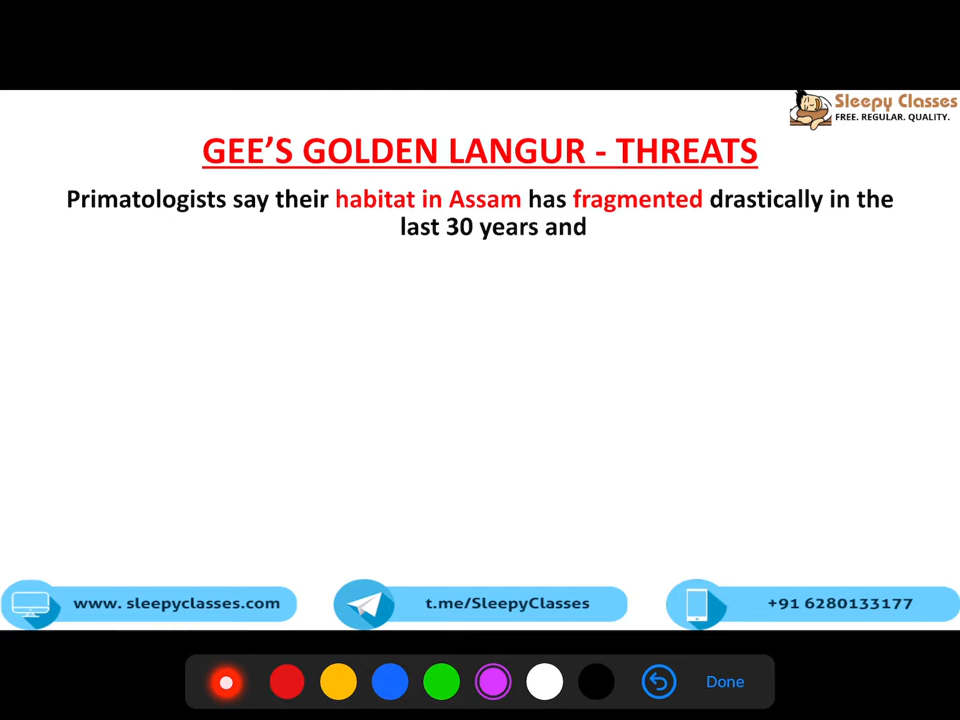 Sleepy Classes
FREE. REGULAR. QUALITY.
GEE’S GOLDEN LANGUR - THREATS
Primatologists say their habitat in Assam has fragmented drastically in the
last 30 years and
www. sleepyclasses.com
t.me/SleepyClasses
+91 6280133177
Done